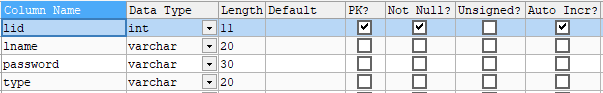 Column Name Data Type Length Default PK? Not Null? Unsigned? Auto Incr?
lid int 11
lname varchar 20
password varchar 30
type varchar 20